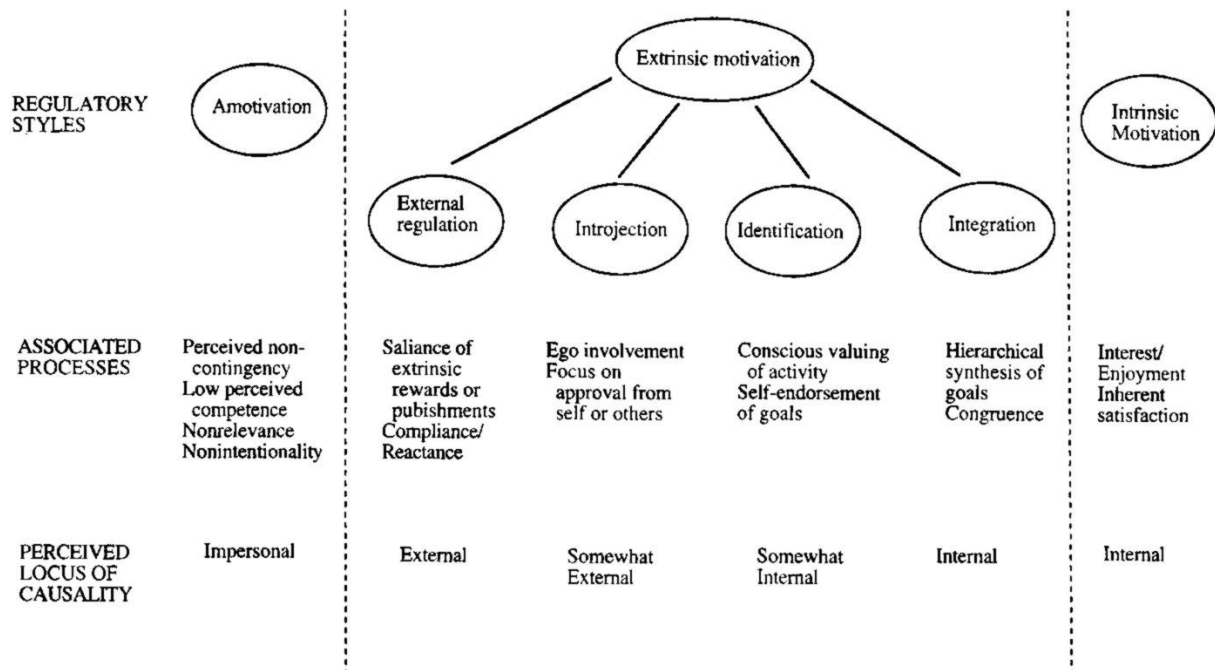 Extrinsic motivation
REGULATORY
STYLES
Amotivation
Intrinsic
Motivation
External
regulation
Introjection
Identification
Integration
ASSOCIATED
PROCESSES
Perceived non-
contingency
Low perceived
competence
Nonrelevance
Nonintentionality
Saliance of
extrinsic
rewards or
pubishments
Compliance/
Reactance
Ego involvement
Focus on
approval from
self or others
Conscious valuing
of activity
Self-endorsement
of goals
Hierarchical
synthesis of
goals
Congruence
Interest/
Enjoyment
Inherent
satisfaction
PERCEIVED
LOCUS OF
CAUSALITY
Impersonal
External
Somewhat
External
Somewhat
Internal
Internal
Internal